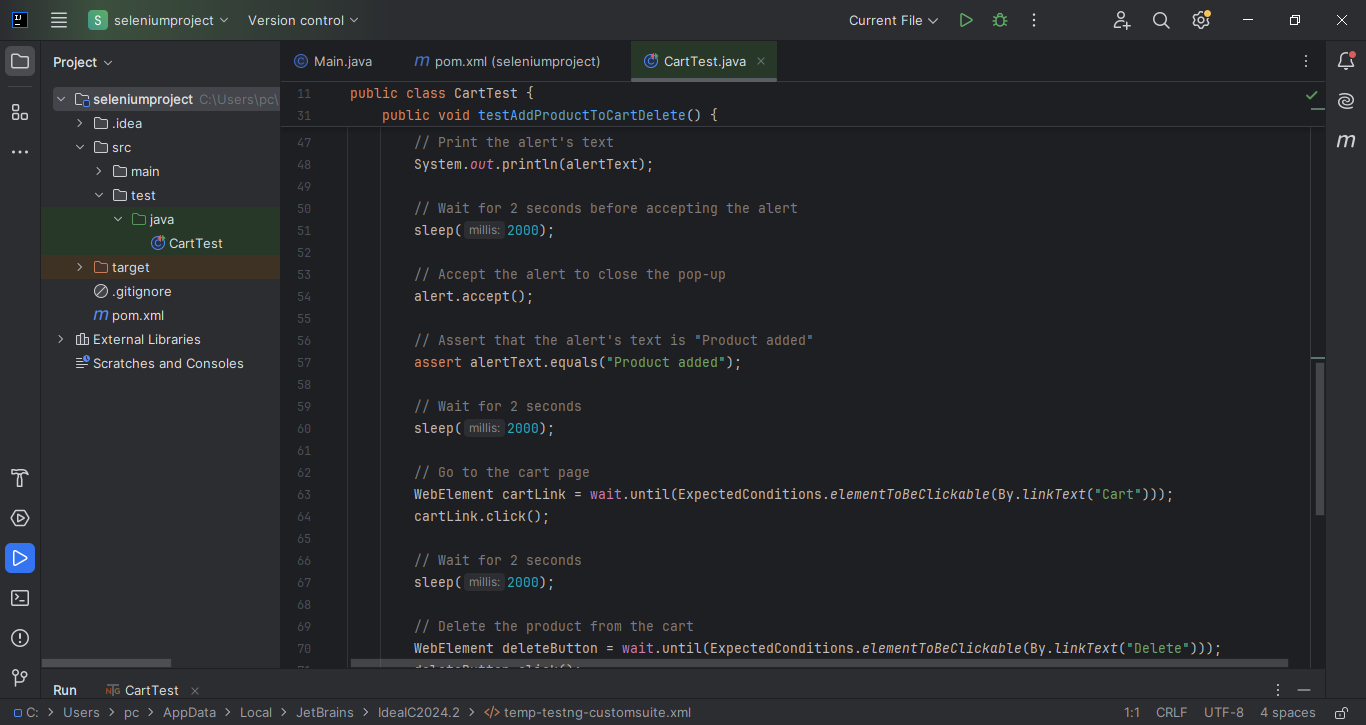 S seleniumproject Version control Current File
Project
Main.java
m pom.xml (seleniumproject)
CartTest.java
seleniumproject C:\Users\pc\
.idea
src
main
test
java
CartTest
target
.gitignore
m pom.xml
External Libraries
Scratches and Consoles
11 public class CartTest {
31 public void testAddProductToCartDelete() {
47 // Print the alert's text
48 System.out.println(alertText);
49
50 // Wait for 2 seconds before accepting the alert
51 sleep( millis: 2000);
52
53 // Accept the alert to close the pop-up
54 alert.accept();
55
56 // Assert that the alert's text is "Product added"
57 assert alertText.equals("Product added");
58
59 // Wait for 2 seconds
60 sleep( millis: 2000);
61
62 // Go to the cart page
63 WebElement cartLink = wait.until(ExpectedConditions.elementToBeClickable(By.linkText("Cart")));
64 cartLink.click();
65
66 // Wait for 2 seconds
67 sleep( millis: 2000);
68
69 // Delete the product from the cart
70 WebElement deleteButton = wait.until(ExpectedConditions.elementToBeClickable(By.linkText("Delete")));
Run CartTest
C: > Users > pc > AppData > Local > JetBrains > IdeaIC2024.2 > temp-testng-customsuite.xml
1:1 CRLF UTF-8 4 spaces